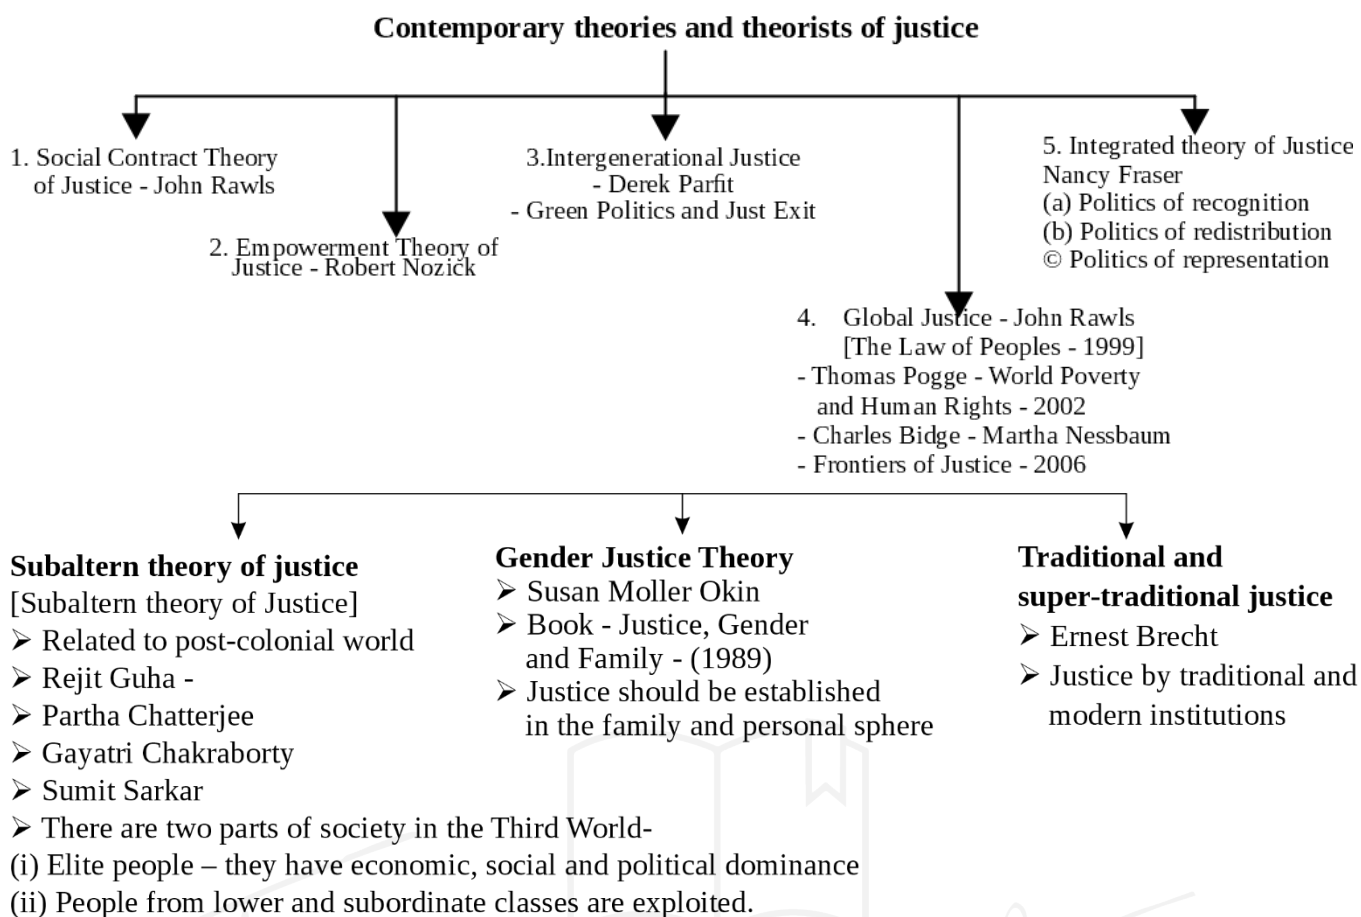 Contemporary theories and theorists of justice
1. Social Contract Theory
of Justice - John Rawls
2. Empowerment Theory of
Justice - Robert Nozick
3.Intergenerational Justice
- Derek Parfit
- Green Politics and Just Exit
4. Global Justice - John Rawls
[The Law of Peoples - 1999]
- Thomas Pogge - World Poverty
and Human Rights - 2002
- Charles Bidge - Martha Nessbaum
- Frontiers of Justice - 2006
5. Integrated theory of Justice
Nancy Fraser
(a) Politics of recognition
(b) Politics of redistribution
© Politics of representation
Subaltern theory of justice
[Subaltern theory of Justice]
➢ Related to post-colonial world
➢ Rejit Guha -
➢ Partha Chatterjee
➢ Gayatri Chakraborty
➢ Sumit Sarkar
➢ There are two parts of society in the Third World-
(i) Elite people – they have economic, social and political dominance
(ii) People from lower and subordinate classes are exploited.
Gender Justice Theory
➢ Susan Moller Okin
➢ Book - Justice, Gender
and Family - (1989)
➢ Justice should be established
in the family and personal sphere
Traditional and
super-traditional justice
➢ Ernest Brecht
➢ Justice by traditional and
modern institutions